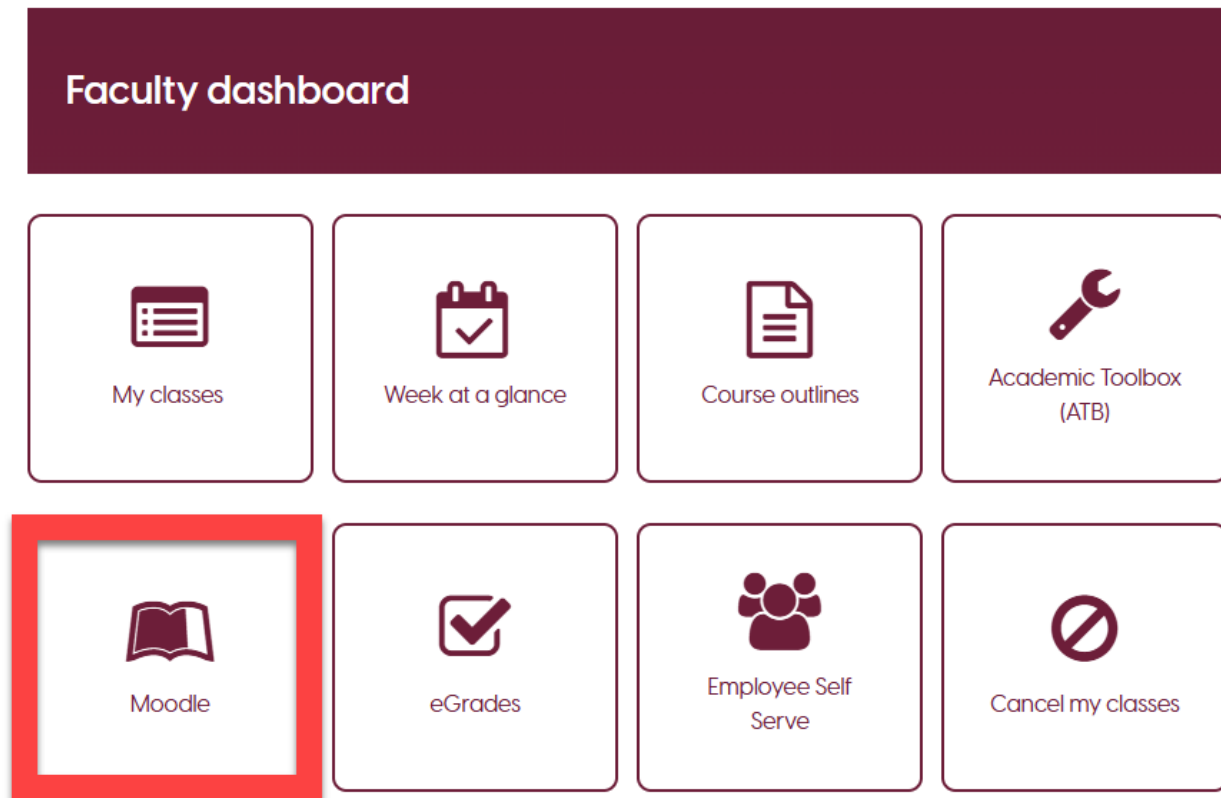 Faculty dashboard
My classes
Week at a glance
Course outlines
Academic Toolbox
(ATB)
Moodle
eGrades
Employee Self
Serve
Cancel my classes